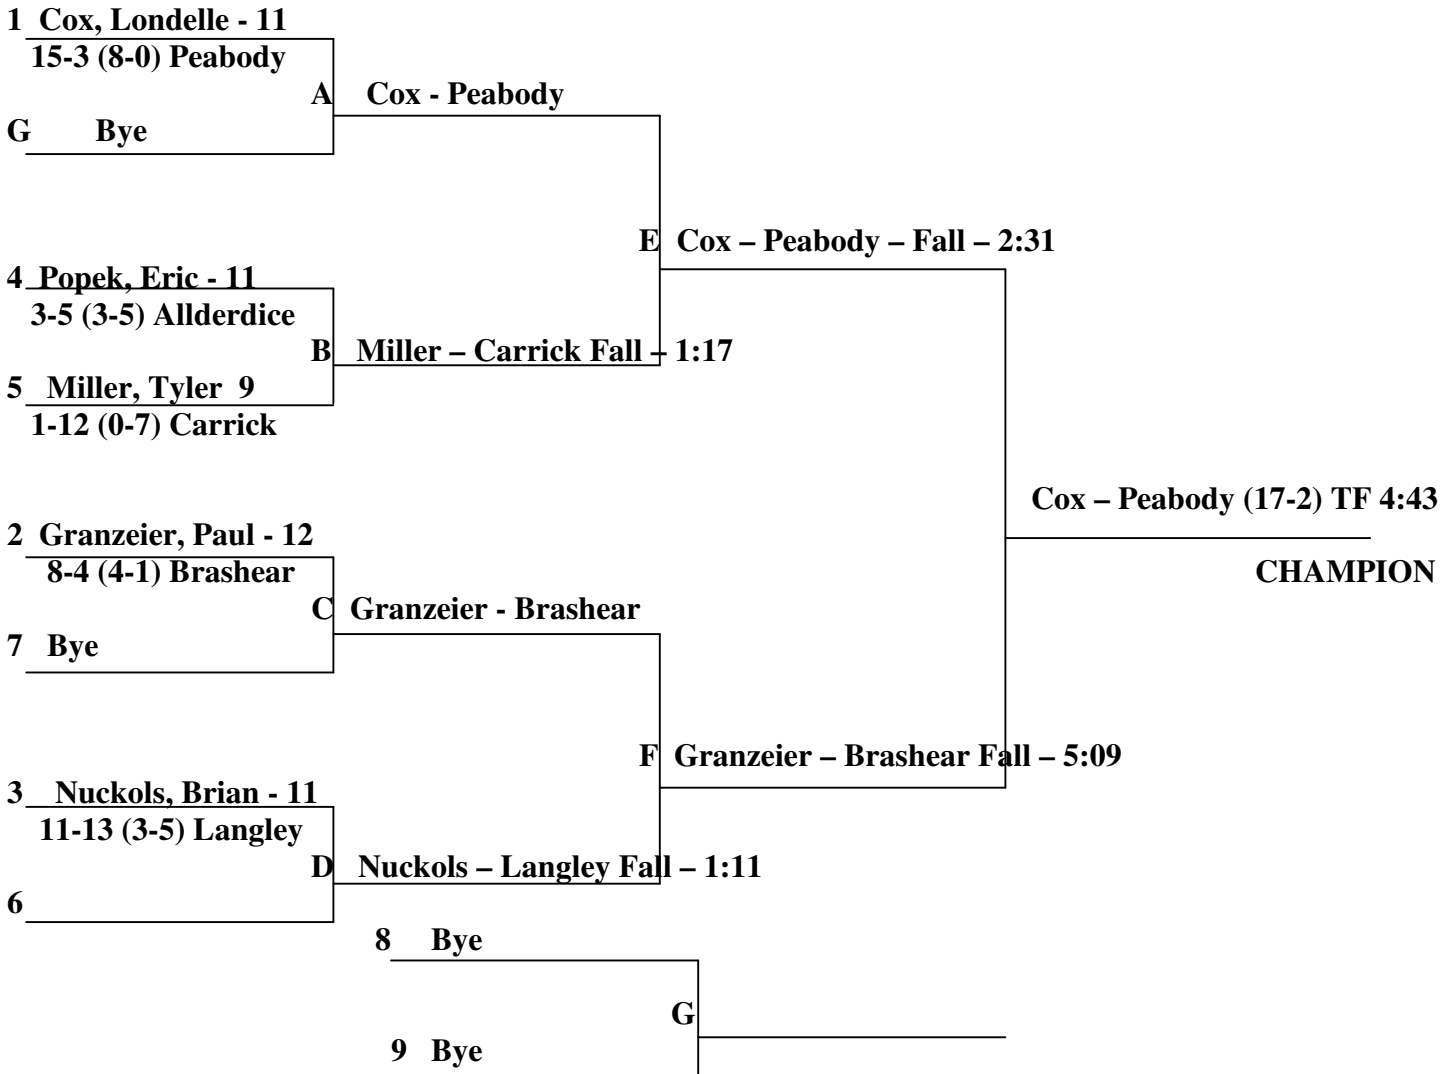 1 Cox, Londelle - 11
15-3 (8-0) Peabody
A Cox - Peabody
G Bye
E Cox – Peabody – Fall – 2:31
4 Popek, Eric - 11
3-5 (3-5) Allderdice
B Miller – Carrick Fall – 1:17
5 Miller, Tyler 9
1-12 (0-7) Carrick
Cox – Peabody (17-2) TF 4:43
2 Granzeier, Paul - 12
8-4 (4-1) Brashear
CHAMPION
C Granzeier - Brashear
7 Bye
F Granzeier – Brashear Fall – 5:09
3 Nuckols, Brian - 11
11-13 (3-5) Langley
D Nuckols – Langley Fall – 1:11
6
8 Bye
G
9 Bye